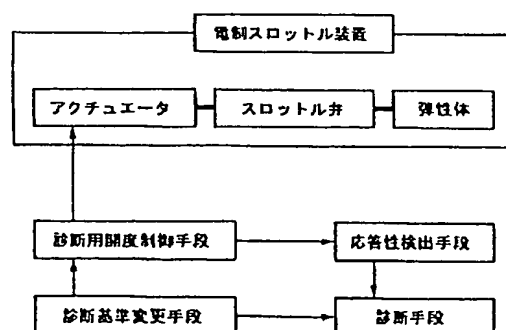 電制スロットル装置
アクチュエータ
スロットル弁
弾性体
診断用開度制御手段
応答性検出手段
診断基準変更手段
診断手段